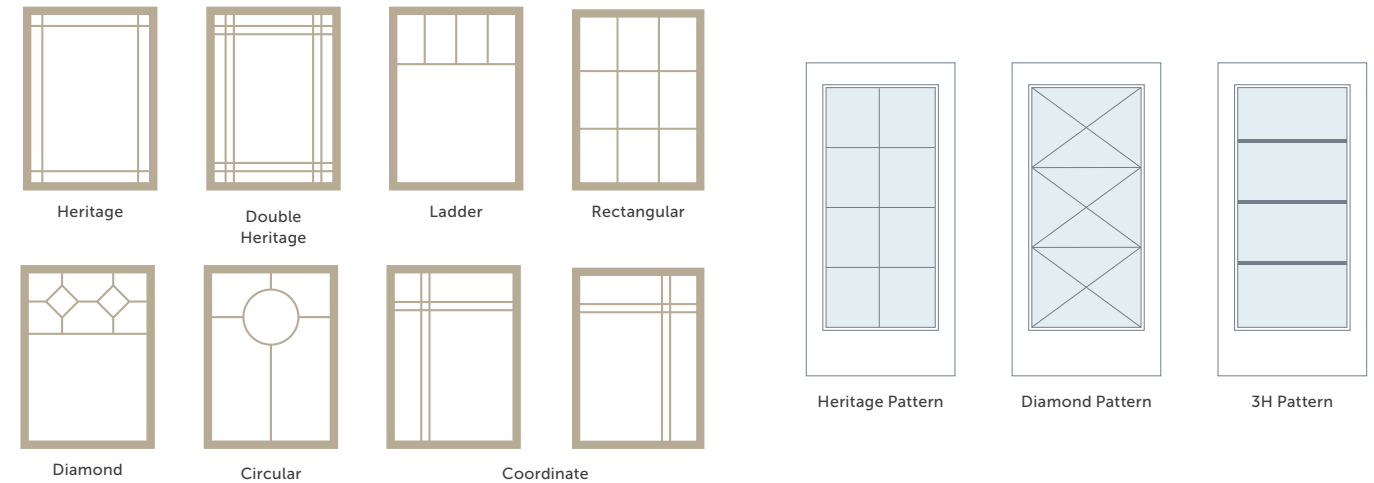 Heritage
Double
Heritage
Ladder
Rectangular
Diamond
Circular
Coordinate
Heritage Pattern
Diamond Pattern
3H Pattern